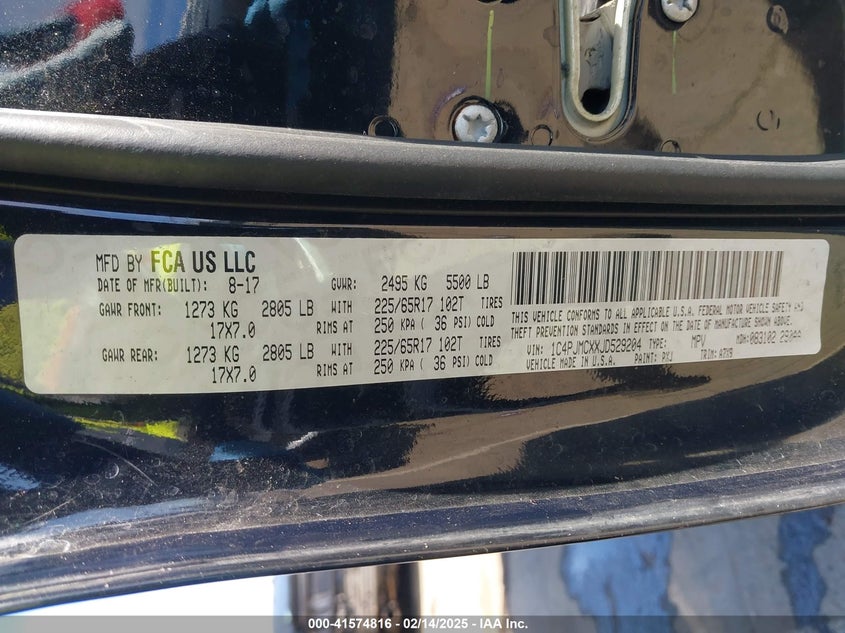 MFD BY FCA US LLC
DATE OF MFR(BUILT): 8-17 GVWR: 2495 KG 5500 LB
GAWR FRONT: 1273 KG 2805 LB WITH 225/65R17 102T TIRES
17X7.0 RIMS AT 250 KPA ( 36 PSI) COLD
GAWR REAR: 1273 KG 2805 LB WITH 225/65R17 102T TIRES
17X7.0 RIMS AT 250 KPA ( 36 PSI) COLD
THIS VEHICLE CONFORMS TO ALL APPLICABLE U.S.A. FEDERAL MOTOR VEHICLE SAFETY AND
THEFT PREVENTION STANDARDS IN EFFECT ON THE DATE OF MANUFACTURE SHOWN ABOVE.
VIN: 1C4PJMCXXJD529204 TYPE: MPV MDH: 083102
VEHICLE MADE IN U.S.A. PAINT: PXJ TRIM: A7X9
000-41574816 - 02/14/2025 - IAA Inc.